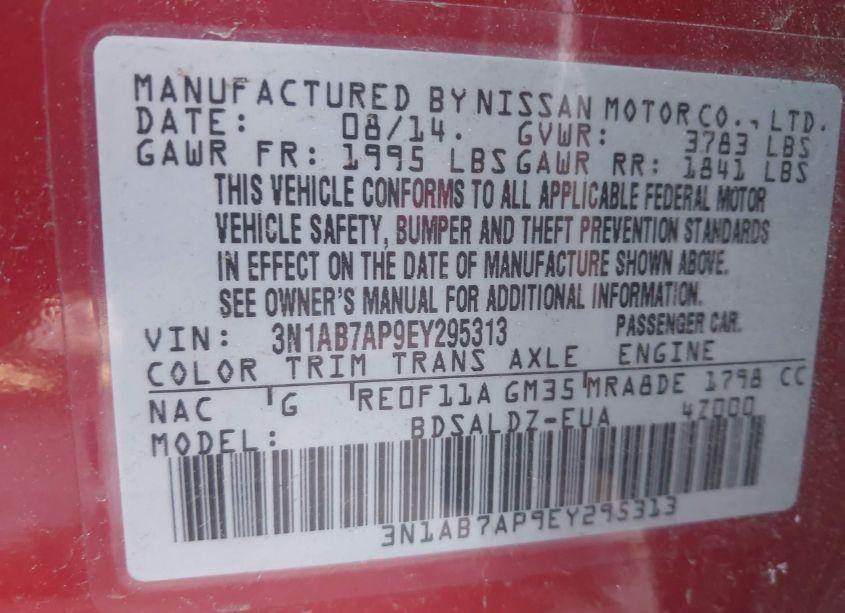 MANUFACTURED BY NISSAN MOTOR CO., LTD.
DATE: 08/14. GVWR: 3783 LBS
GAWR FR: 1995 LBS GAWR RR: 1841 LBS
THIS VEHICLE CONFORMS TO ALL APPLICABLE FEDERAL MOTOR
VEHICLE SAFETY, BUMPER AND THEFT PREVENTION STANDARDS
IN EFFECT ON THE DATE OF MANUFACTURE SHOWN ABOVE.
SEE OWNER'S MANUAL FOR ADDITIONAL INFORMATION.
VIN: 3N1AB7AP9EY295313 PASSENGER CAR.
COLOR TRIM TRANS AXLE ENGINE
NAC G RE0F11A GM35 MRA8DE 1798 CC
MODEL: BDSALDZ-EUA 4Z000
3N1AB7AP9EY295313